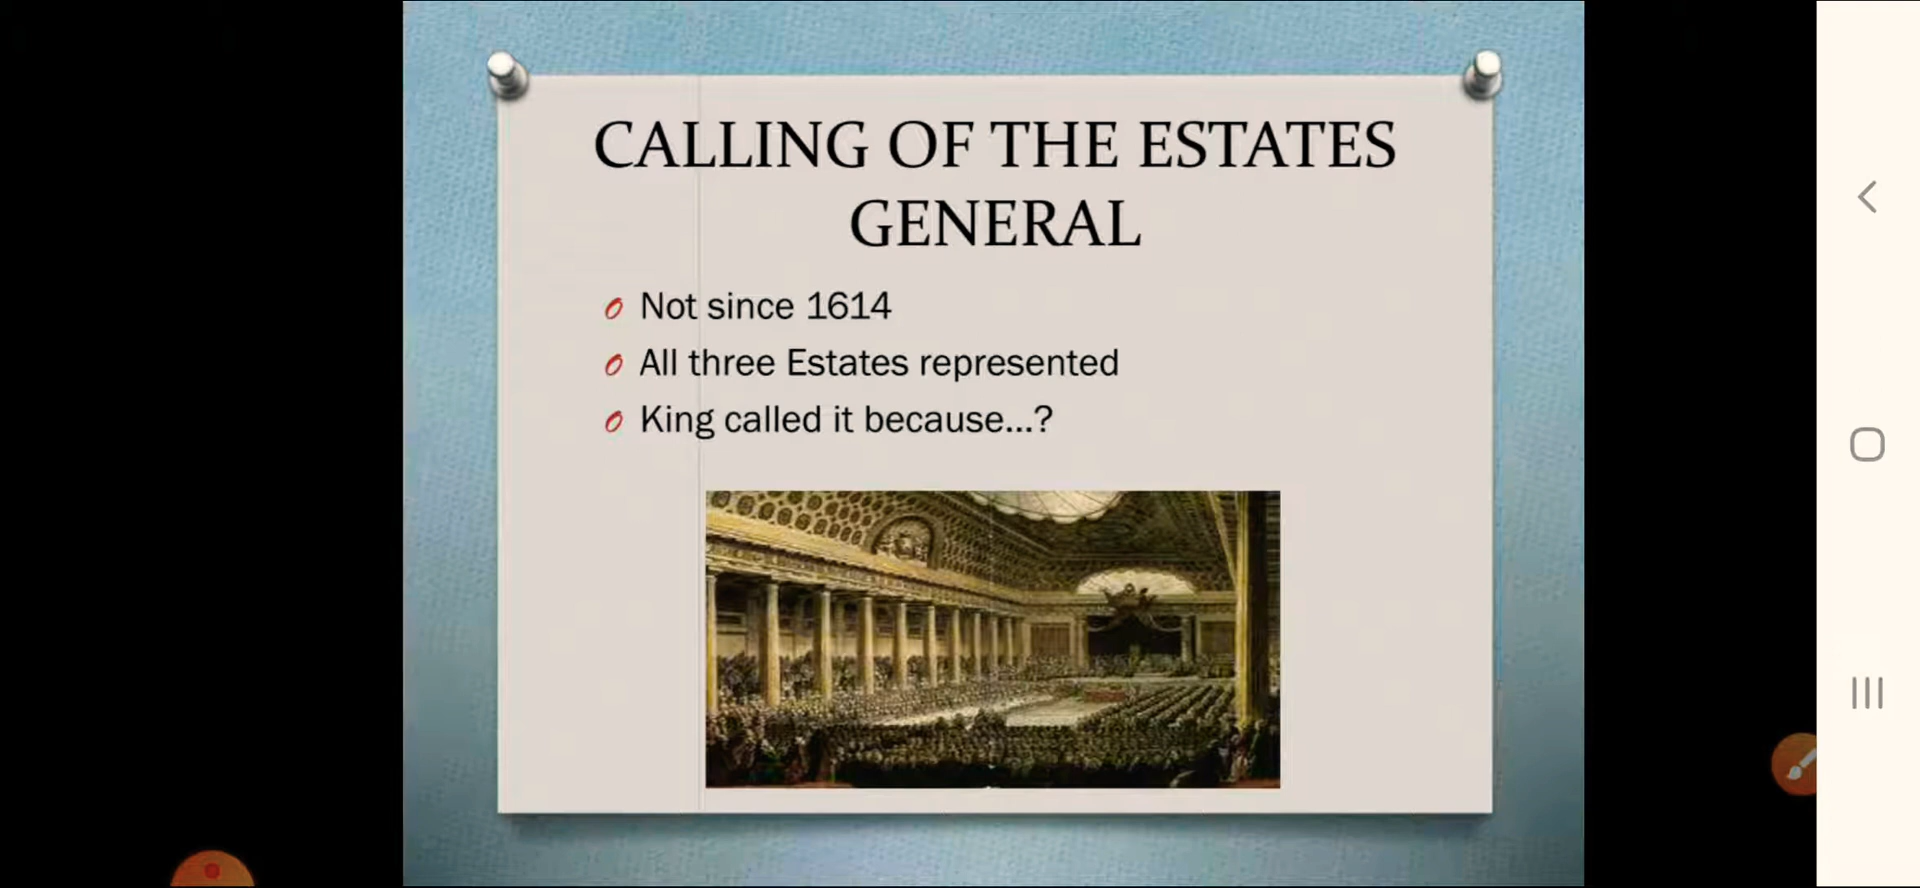 CALLING OF THE ESTATES
GENERAL
Not since 1614
All three Estates represented
King called it because...?